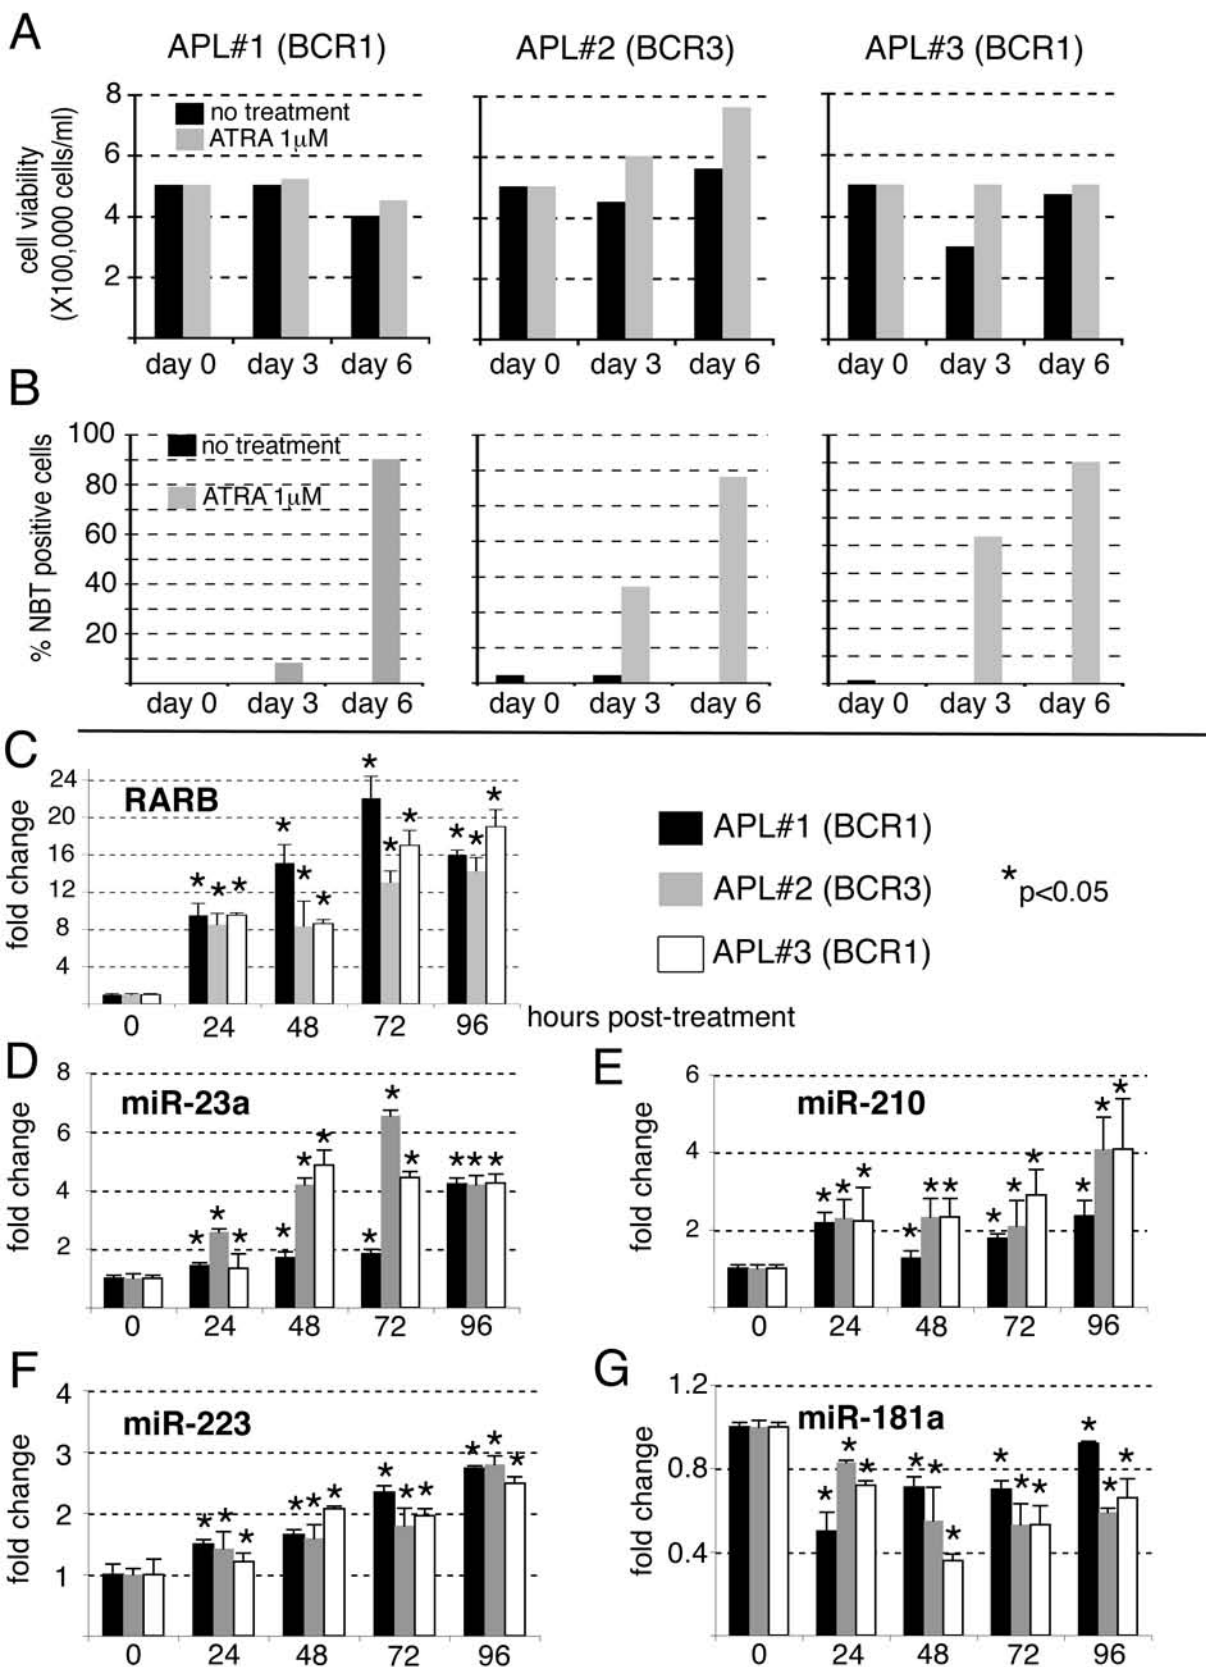 A
APL#1 (BCR1)
APL#2 (BCR3)
APL#3 (BCR1)
cell viability
(X100,000 cells/ml)
8
6
4
2
no treatment
ATRA 1µM
day 0 day 3 day 6
day 0 day 3 day 6
day 0 day 3 day 6
B
% NBT positive cells
100
80
60
40
20
no treatment
ATRA 1µM
day 0 day 3 day 6
day 0 day 3 day 6
day 0 day 3 day 6
C
fold change
RARB
24
20
16
12
8
4
* * * * * * * * * * * *
0 24 48 72 96
hours post-treatment
APL#1 (BCR1)
APL#2 (BCR3)
APL#3 (BCR1)
*p<0.05
D
fold change
miR-23a
8
6
4
2
* * * * * * * * * * * *
0 24 48 72 96
E
fold change
miR-210
6
4
2
* * * * * * * * * * * *
0 24 48 72 96
F
fold change
miR-223
4
3
2
1
* * * * * * * * * * * *
0 24 48 72 96
G
fold change
miR-181a
1.2
0.8
0.4
* * * * * * * * * * * *
0 24 48 72 96